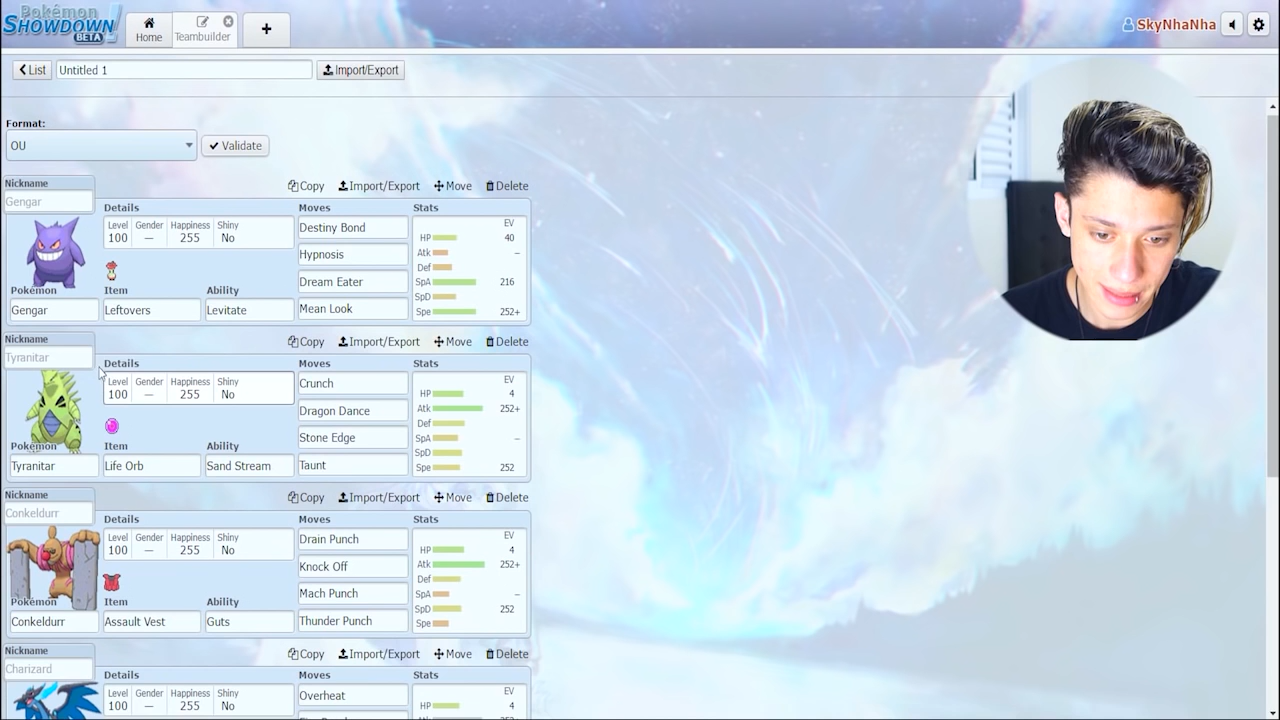 Pokémon
SHOWDOWN!
BETA
Home
Teambuilder
+
SkyNhaNha
List
Untitled 1
Import/Export
Format:
OU
Validate
Copy Import/Export Move Delete
Nickname
Gengar
Details
Level Gender Happiness Shiny
100 — 255 No
Pokémon Item Ability
Gengar Leftovers Levitate
Moves
Destiny Bond
Hypnosis
Dream Eater
Mean Look
Stats
EV
HP 40
Atk –
Def
SpA 216
SpD
Spe 252+
Copy Import/Export Move Delete
Nickname
Tyranitar
Details
Level Gender Happiness Shiny
100 — 255 No
Pokémon Item Ability
Tyranitar Life Orb Sand Stream
Moves
Crunch
Dragon Dance
Stone Edge
Taunt
Stats
EV
HP 4
Atk 252+
Def
SpA –
SpD
Spe 252
Copy Import/Export Move Delete
Nickname
Conkeldurr
Details
Level Gender Happiness Shiny
100 — 255 No
Pokémon Item Ability
Conkeldurr Assault Vest Guts
Moves
Drain Punch
Knock Off
Mach Punch
Thunder Punch
Stats
EV
HP 4
Atk 252+
Def
SpA –
SpD 252
Spe
Copy Import/Export Move Delete
Nickname
Charizard
Details
Level Gender Happiness Shiny
100 — 255 No
Moves
Overheat
Stats
EV
HP 4